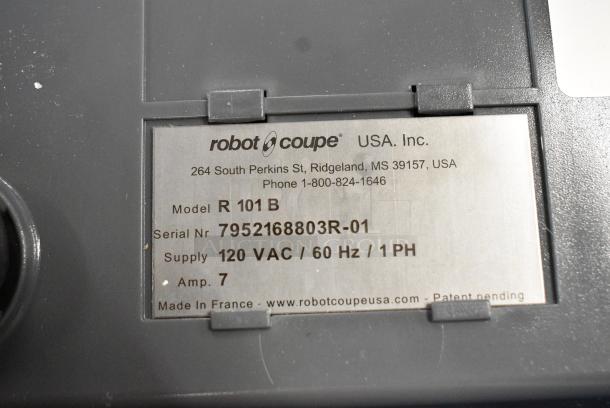 robot coupe® USA. Inc.
264 South Perkins St, Ridgeland, MS 39157, USA
Phone 1-800-824-1646
Model R 101 B
Serial Nr 7952168803R-01
Supply 120 VAC / 60 Hz / 1 PH
Amp. 7
Made In France - www.robotcoupeusa.com - Patent pending